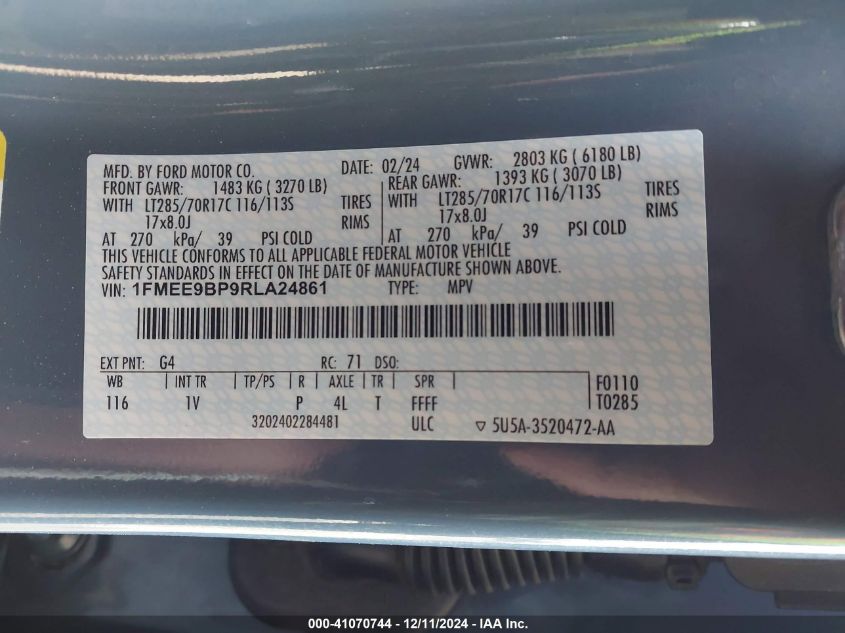 MFD. BY FORD MOTOR CO. DATE: 02/24 GVWR: 2803 KG ( 6180 LB)
FRONT GAWR: 1483 KG ( 3270 LB) REAR GAWR: 1393 KG ( 3070 LB)
WITH LT285/70R17C 116/113S TIRES WITH LT285/70R17C 116/113S TIRES
17x8.0J RIMS 17x8.0J RIMS
AT 270 kPa/ 39 PSI COLD AT 270 kPa/ 39 PSI COLD
THIS VEHICLE CONFORMS TO ALL APPLICABLE FEDERAL MOTOR VEHICLE
SAFETY STANDARDS IN EFFECT ON THE DATE OF MANUFACTURE SHOWN ABOVE.
VIN: 1FMEE9BP9RLA24861 TYPE: MPV
EXT PNT: G4 RC: 71 DSO:
WB INT TR TP/PS R AXLE TR SPR F0110
116 1V P 4L T FFFF T0285
3202402284481 ULC ▽ 5U5A-3520472-AA
000-41070744 - 12/11/2024 - IAA Inc.